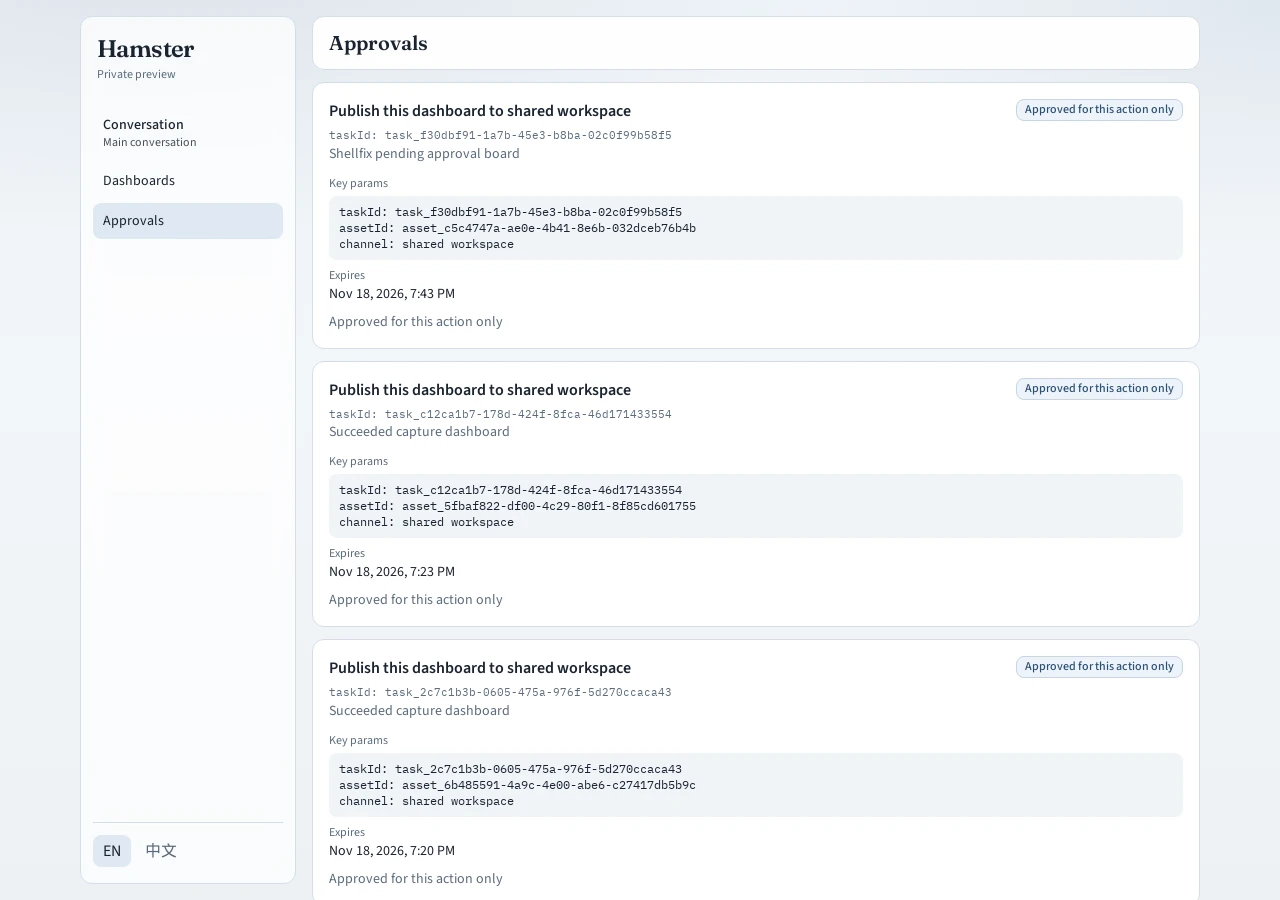 Hamster
Private preview
Conversation
Main conversation
Dashboards
Approvals
EN
中文
Approvals
Publish this dashboard to shared workspace
Approved for this action only
taskId: task_f30dbf91-1a7b-45e3-b8ba-02c0f99b58f5
Shellfix pending approval board
Key params
taskId: task_f30dbf91-1a7b-45e3-b8ba-02c0f99b58f5
assetId: asset_c5c4747a-ae0e-4b41-8e6b-032dceb76b4b
channel: shared workspace
Expires
Nov 18, 2026, 7:43 PM
Approved for this action only
Publish this dashboard to shared workspace
Approved for this action only
taskId: task_c12ca1b7-178d-424f-8fca-46d171433554
Succeeded capture dashboard
Key params
taskId: task_c12ca1b7-178d-424f-8fca-46d171433554
assetId: asset_5fbaf822-df00-4c29-80f1-8f85cd601755
channel: shared workspace
Expires
Nov 18, 2026, 7:23 PM
Approved for this action only
Publish this dashboard to shared workspace
Approved for this action only
taskId: task_2c7c1b3b-0605-475a-976f-5d270ccaca43
Succeeded capture dashboard
Key params
taskId: task_2c7c1b3b-0605-475a-976f-5d270ccaca43
assetId: asset_6b485591-4a9c-4e00-abe6-c27417db5b9c
channel: shared workspace
Expires
Nov 18, 2026, 7:20 PM
Approved for this action only